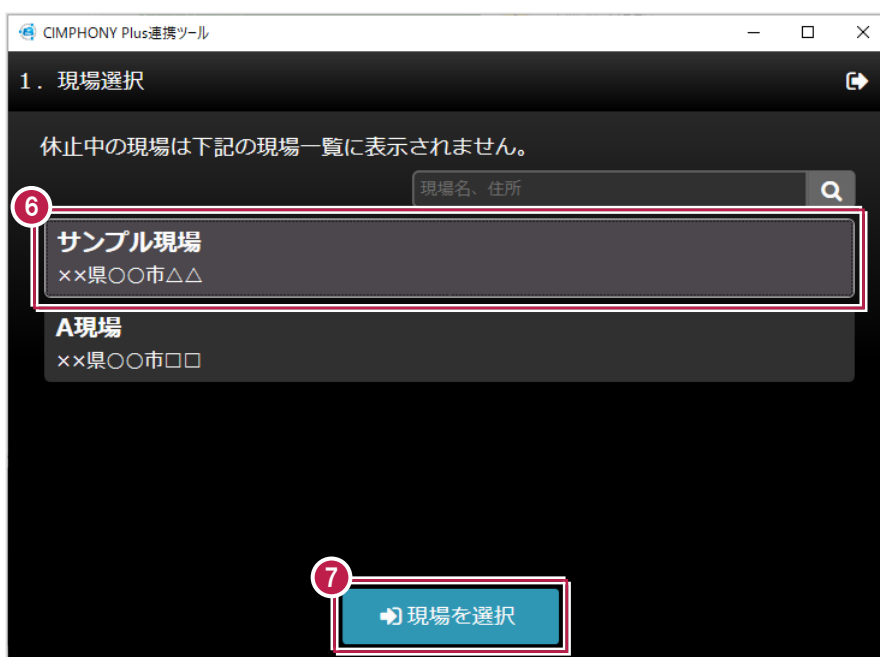 CIMPHONY Plus連携ツール
1．現場選択
休止中の現場は下記の現場一覧に表示されません。
現場名、住所
6
サンプル現場
××県○○市△△
A現場
××県○○市□□
7
現場を選択